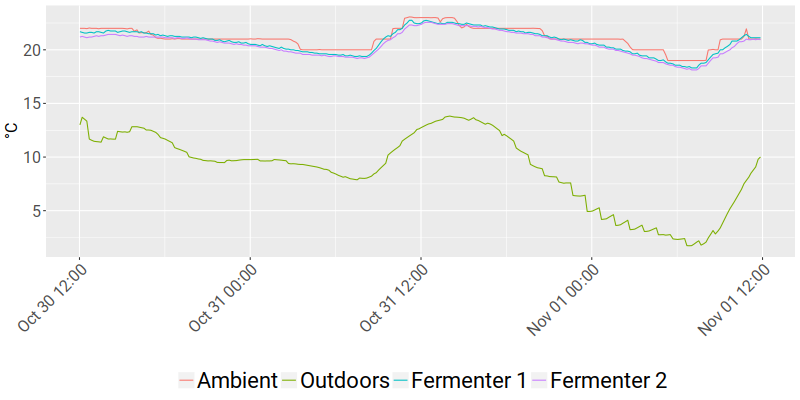 °C
20
15
10
5
Oct 30 12:00
Oct 31 00:00
Oct 31 12:00
Nov 01 00:00
Nov 01 12:00
Ambient Outdoors Fermenter 1 Fermenter 2